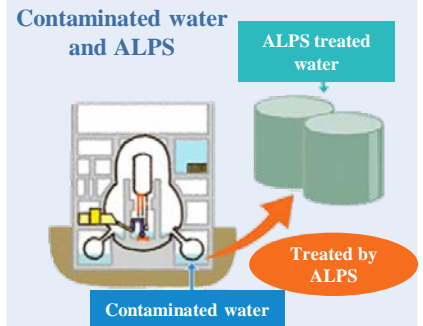 Contaminated water
and ALPS
ALPS treated
water
Treated by
ALPS
Contaminated water